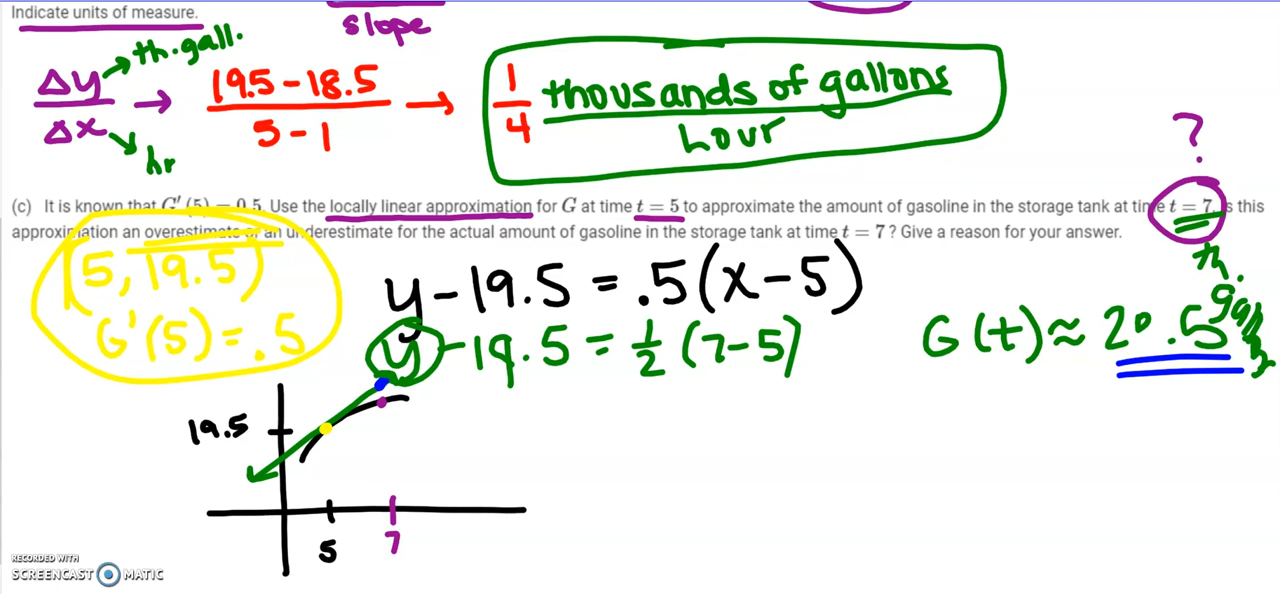 Indicate units of measure.
slope
Δy → th. gall.
Δx → hr
→ 19.5 - 18.5
5 - 1
→ 1/4 thousands of gallons
Hour
?
(c) It is known that G′(5) = 0.5. Use the locally linear approximation for G at time t = 5 to approximate the amount of gasoline in the storage tank at time t = 7. Is this
approximation an overestimate or an underestimate for the actual amount of gasoline in the storage tank at time t = 7? Give a reason for your answer.
(5, 19.5)
G'(5) = .5
y - 19.5 = .5(x - 5)
y - 19.5 = 1/2 (7 - 5)
G(t) ≈ 20.5 th. gall
19.5
5
7
RECORDED WITH
SCREENCAST MATIC